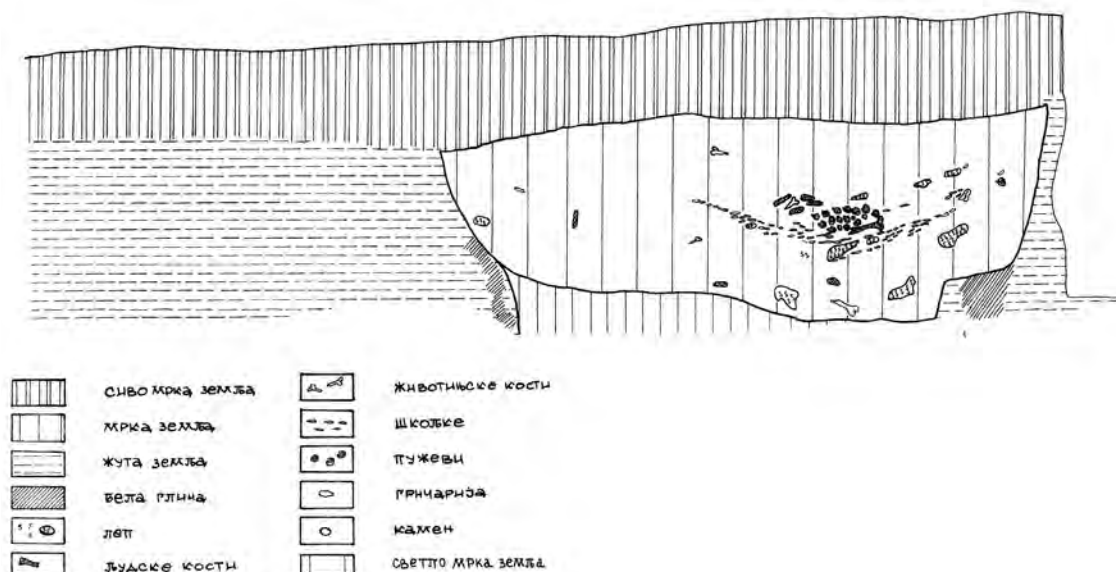 сиво мрка земља
мрка земља
жута земља
бела глина
леп
људске кости
животињске кости
шкољке
пужеви
грнчарија
камен
светло мрка земља